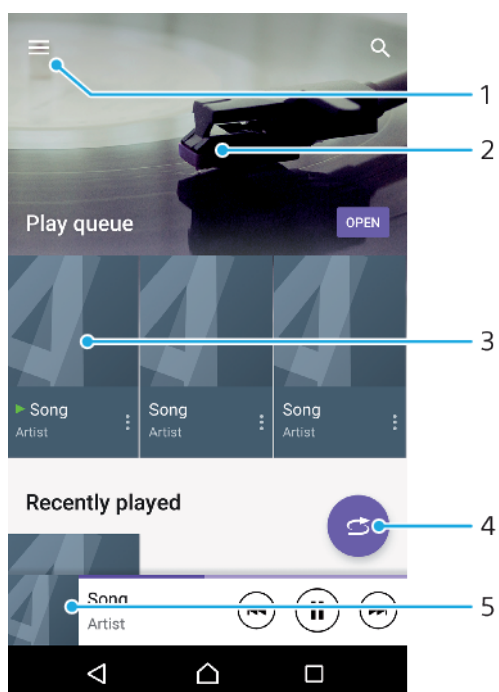 1
2
Play queue
OPEN
3
Song
Artist
Song
Artist
Song
Artist
Recently played
4
Song
Artist
5